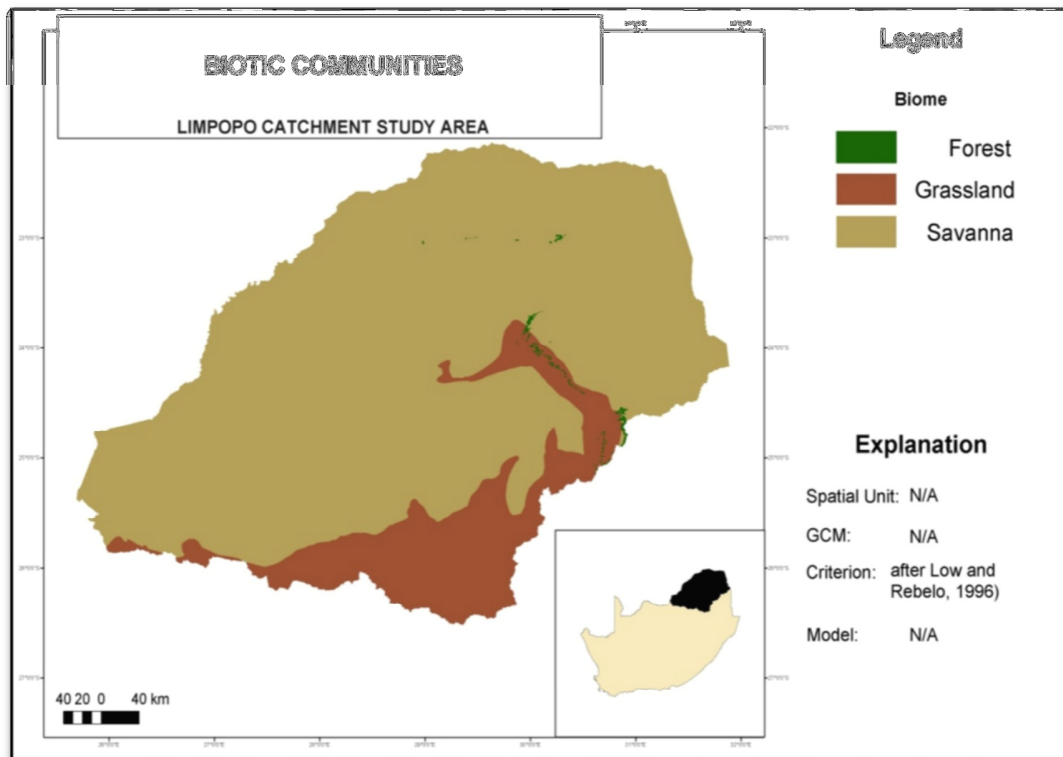 BIOTIC COMMUNITIES
LIMPOPO CATCHMENT STUDY AREA
Legend
Biome
Forest
Grassland
Savanna
Explanation
Spatial Unit: N/A
GCM: N/A
Criterion: after Low and
Rebelo, 1996)
Model: N/A
40 20 0 40 km